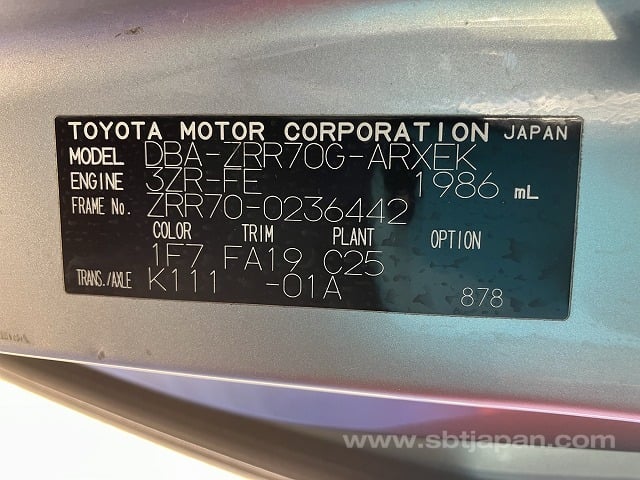 TOYOTA MOTOR CORPORATION JAPAN
MODEL DBA-ZRR70G-ARXEK
ENGINE 3ZR-FE 1986 mL
FRAME No. ZRR70-0236442
COLOR TRIM PLANT OPTION
1F7 FA19 C25
TRANS./AXLE K111 -01A 878
www.sbtjapan.com